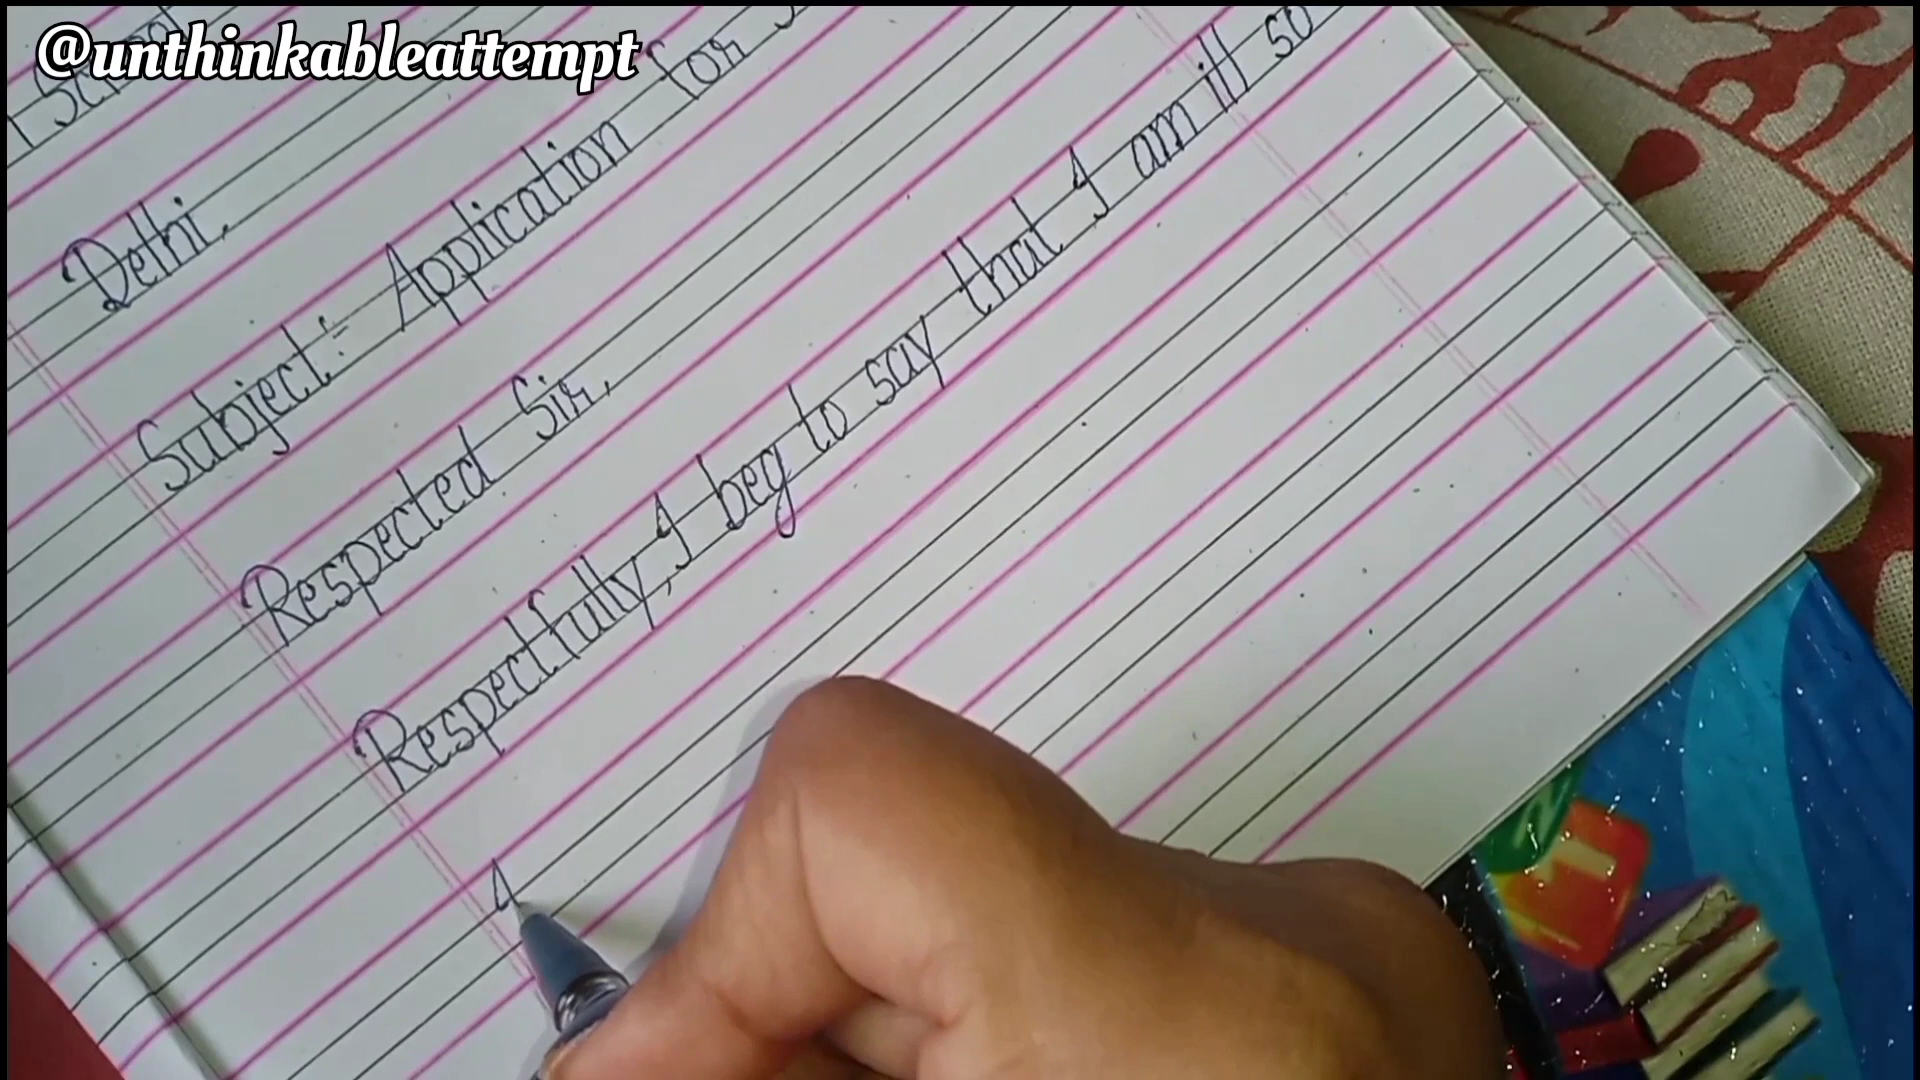 @unthinkableattempt
Delhi.
Subject:- Application for
Respected Sir,
Respectfully, I beg to say that I am ill so